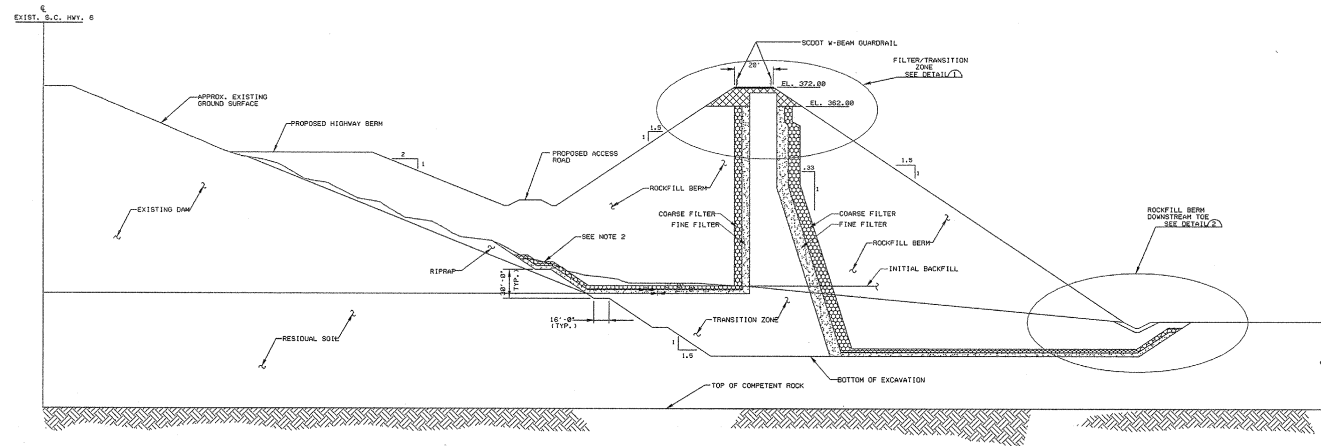 ℄
EXIST. S.C. HWY. 6
SCDOT W-BEAM GUARDRAIL
20'
FILTER/TRANSITION
ZONE
SEE DETAIL 1
EL. 372.00
EL. 362.00
APPROX. EXISTING
GROUND SURFACE
PROPOSED HIGHWAY BERM
2
1
PROPOSED ACCESS
ROAD
1.5
1
1.5
1
.33
1
ROCKFILL BERM
EXISTING DAM
COARSE FILTER
FINE FILTER
COARSE FILTER
FINE FILTER
ROCKFILL BERM
DOWNSTREAM TOE
SEE DETAIL 2
SEE NOTE 2
ROCKFILL BERM
RIPRAP
INITIAL BACKFILL
TYP.
16'-0"
(TYP.)
TRANSITION ZONE
RESIDUAL SOIL
1
1.5
BOTTOM OF EXCAVATION
TOP OF COMPETENT ROCK